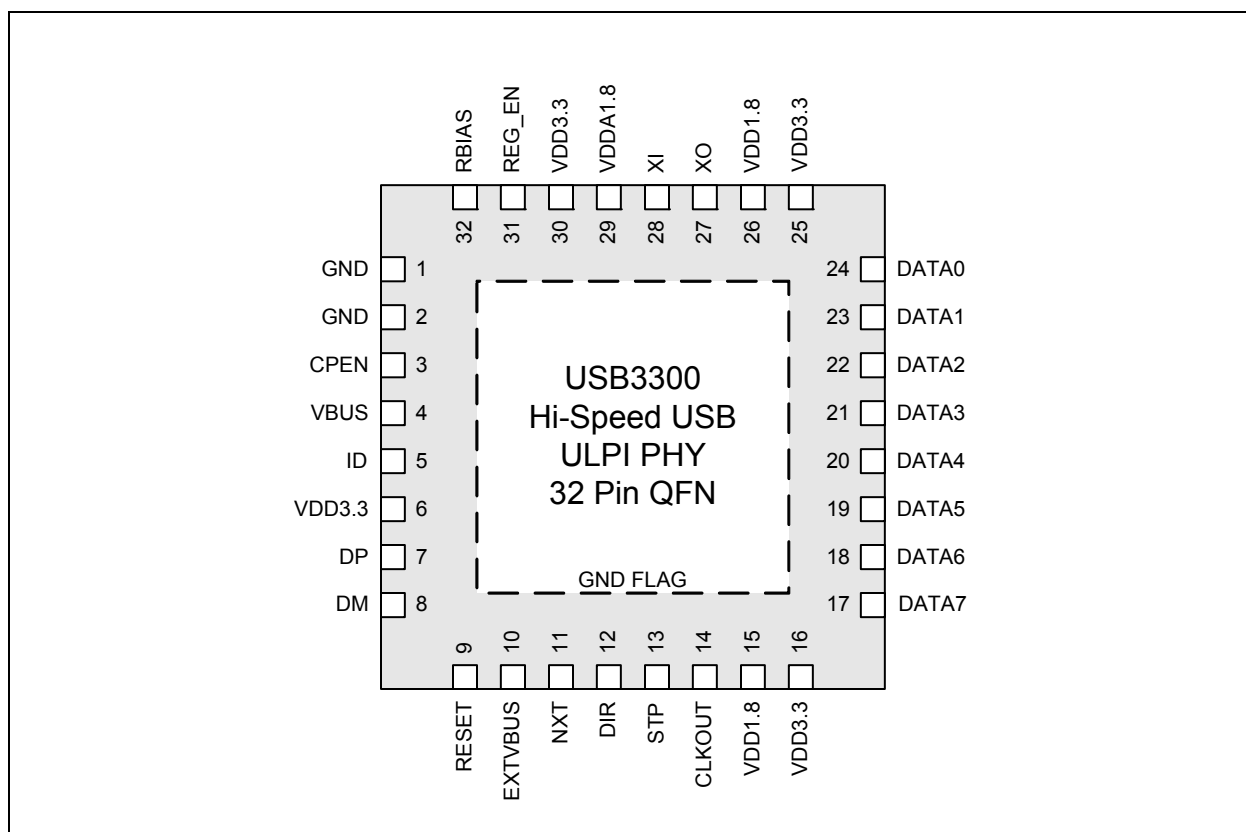 RBIAS
REG_EN
VDD3.3
VDDA1.8
XI
XO
VDD1.8
VDD3.3
32
31
30
29
28
27
26
25
GND 1
GND 2
CPEN 3
VBUS 4
ID 5
VDD3.3 6
DP 7
DM 8
USB3300
Hi-Speed USB
ULPI PHY
32 Pin QFN
GND FLAG
24 DATA0
23 DATA1
22 DATA2
21 DATA3
20 DATA4
19 DATA5
18 DATA6
17 DATA7
9
10
11
12
13
14
15
16
RESET
EXTVBUS
NXT
DIR
STP
CLKOUT
VDD1.8
VDD3.3